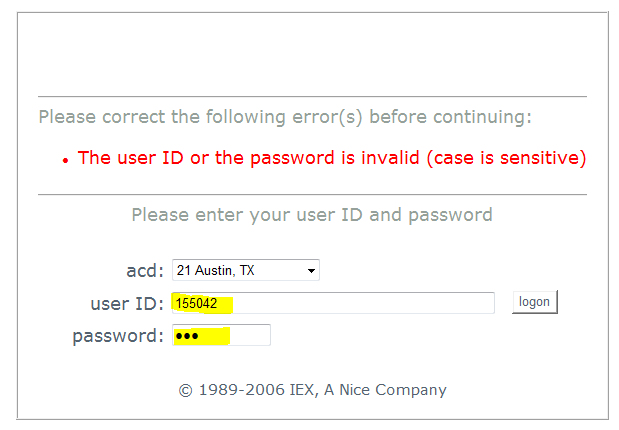 Please correct the following error(s) before continuing:
• The user ID or the password is invalid (case is sensitive)
Please enter your user ID and password
acd: 21 Austin, TX
user ID: 155042 logon
password: •••
© 1989-2006 IEX, A Nice Company